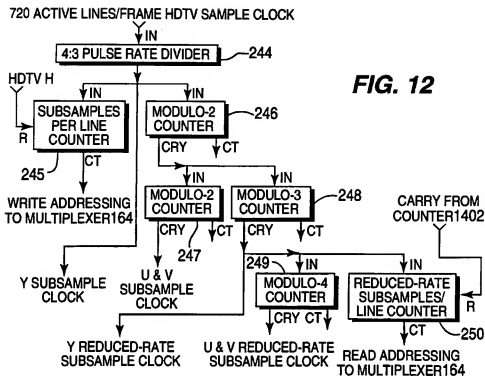 720 ACTIVE LINES/FRAME HDTV SAMPLE CLOCK
IN
4:3 PULSE RATE DIVIDER
244
FIG. 12
HDTV H
IN
IN
R
SUBSAMPLES
PER LINE
COUNTER
MODULO-2
COUNTER
246
245
CT
CRY
CT
WRITE ADDRESSING
TO MULTIPLEXER164
IN
IN
MODULO-2
COUNTER
MODULO-3
COUNTER
248
CARRY FROM
COUNTER1402
CRY
CT
247
CRY
CT
Y SUBSAMPLE
CLOCK
U & V
SUBSAMPLE
CLOCK
249
IN
IN
MODULO-4
COUNTER
REDUCED-RATE
SUBSAMPLES/
LINE COUNTER
R
CRY
CT
CT
250
Y REDUCED-RATE
SUBSAMPLE CLOCK
U & V REDUCED-RATE
SUBSAMPLE CLOCK
READ ADDRESSING
TO MULTIPLEXER164